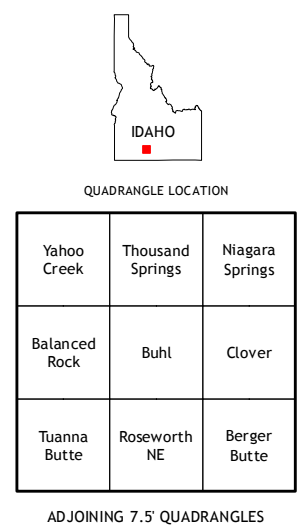 IDAHO
QUADRANGLE LOCATION
Yahoo
Creek
Thousand
Springs
Niagara
Springs
Balanced
Rock
Buhl
Clover
Tuanna
Butte
Roseworth
NE
Berger
Butte
ADJOINING 7.5' QUADRANGLES